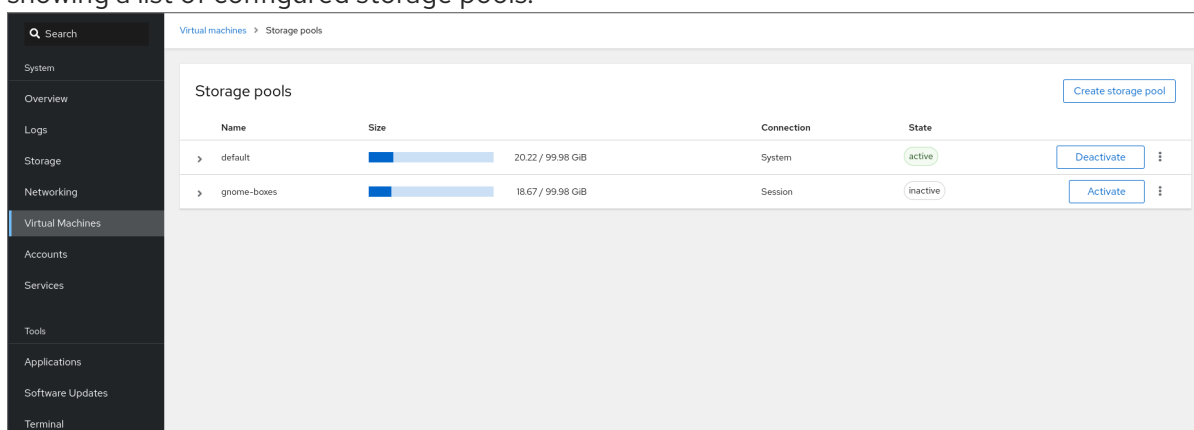 showing a list of configured storage pools.
Search
Virtual machines > Storage pools
System
Overview
Logs
Storage
Networking
Virtual Machines
Accounts
Services
Tools
Applications
Software Updates
Terminal
Storage pools
Create storage pool
Name Size Connection State
default 20.22 / 99.98 GiB System active Deactivate
gnome-boxes 18.67 / 99.98 GiB Session inactive Activate